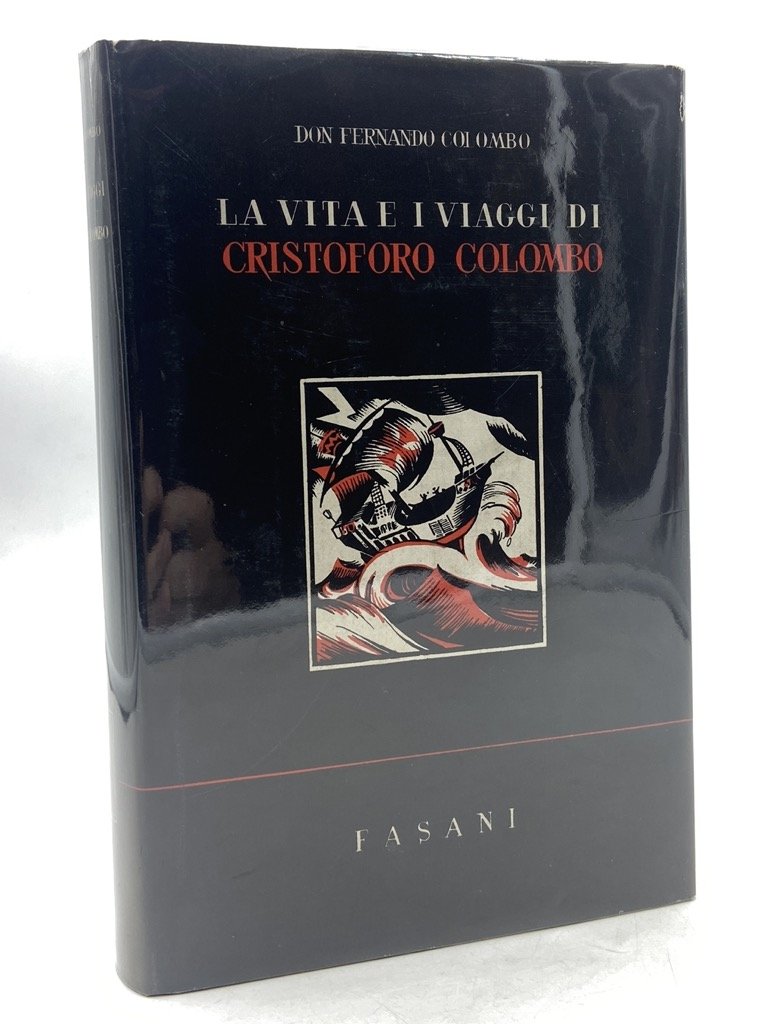 DON FERNANDO COLOMBO
LA VITA E I VIAGGI DI
CRISTOFORO COLOMBO
FASANI